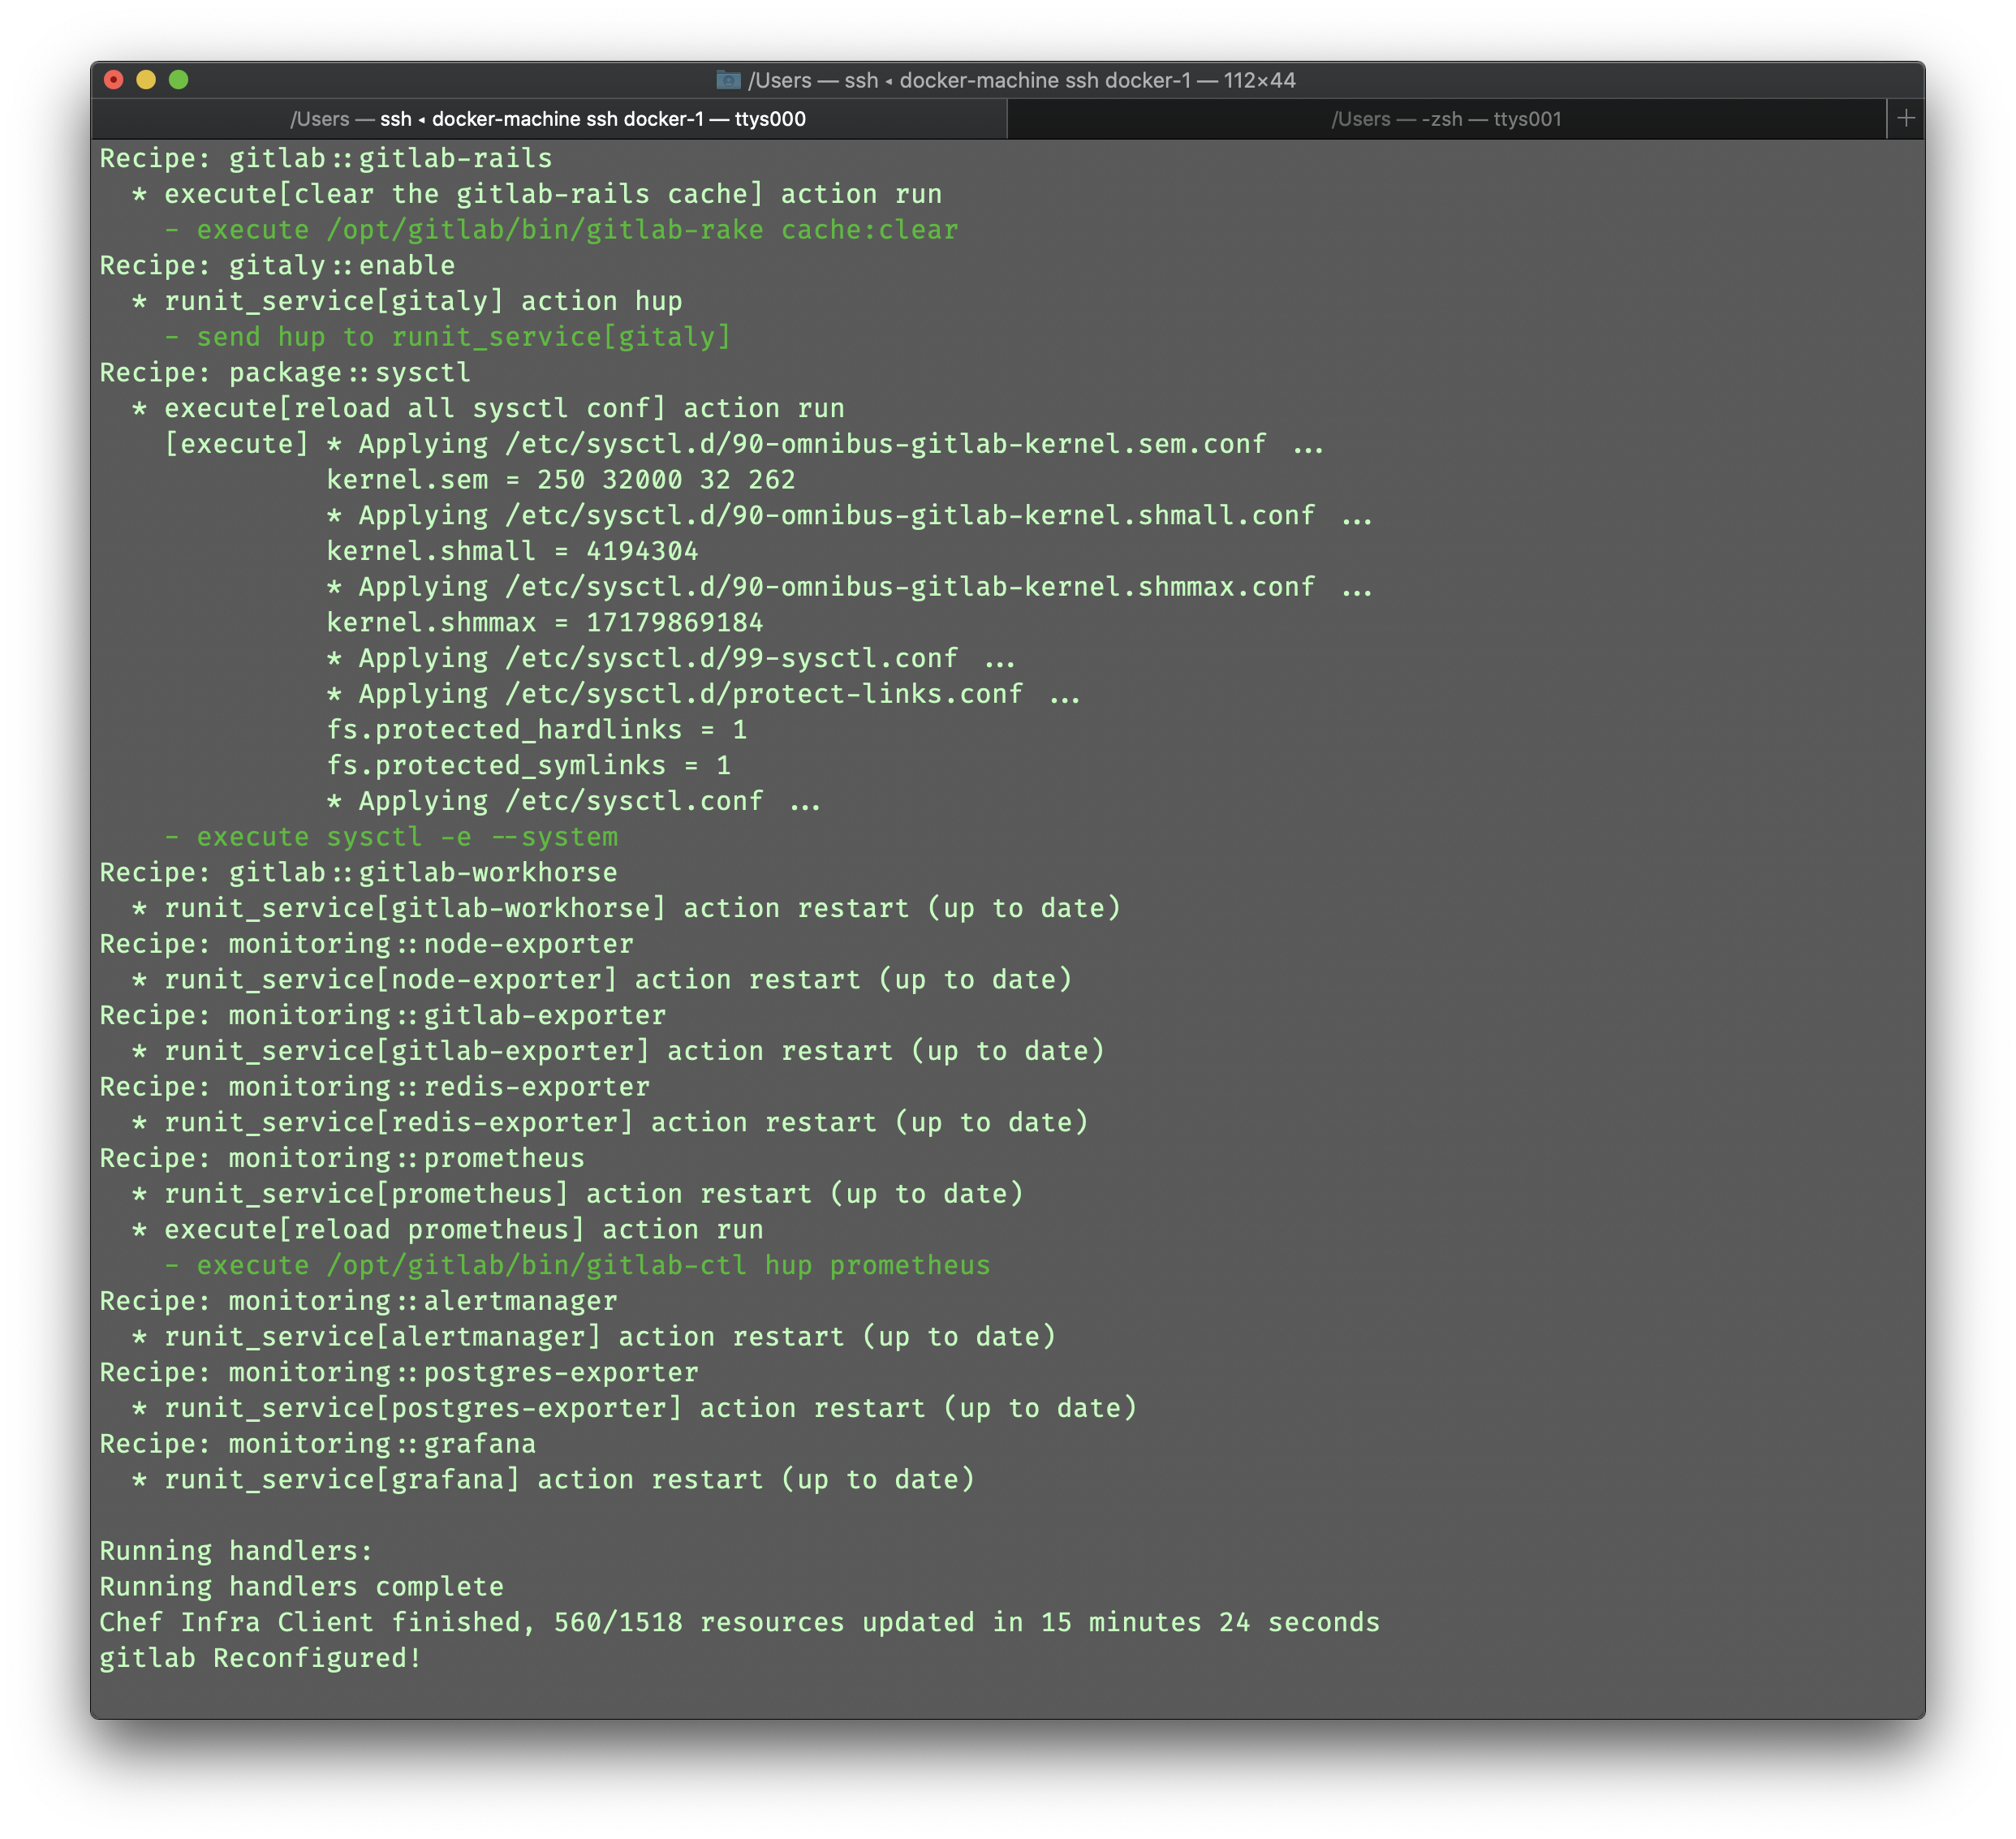 /Users — ssh ◂ docker-machine ssh docker-1 — 112×44
/Users — ssh ◂ docker-machine ssh docker-1 — ttys000
/Users — -zsh — ttys001
Recipe: gitlab::gitlab-rails
  * execute[clear the gitlab-rails cache] action run
    - execute /opt/gitlab/bin/gitlab-rake cache:clear
Recipe: gitaly::enable
  * runit_service[gitaly] action hup
    - send hup to runit_service[gitaly]
Recipe: package::sysctl
  * execute[reload all sysctl conf] action run
    [execute] * Applying /etc/sysctl.d/90-omnibus-gitlab-kernel.sem.conf ...
              kernel.sem = 250 32000 32 262
              * Applying /etc/sysctl.d/90-omnibus-gitlab-kernel.shmall.conf ...
              kernel.shmall = 4194304
              * Applying /etc/sysctl.d/90-omnibus-gitlab-kernel.shmmax.conf ...
              kernel.shmmax = 17179869184
              * Applying /etc/sysctl.d/99-sysctl.conf ...
              * Applying /etc/sysctl.d/protect-links.conf ...
              fs.protected_hardlinks = 1
              fs.protected_symlinks = 1
              * Applying /etc/sysctl.conf ...
    - execute sysctl -e --system
Recipe: gitlab::gitlab-workhorse
  * runit_service[gitlab-workhorse] action restart (up to date)
Recipe: monitoring::node-exporter
  * runit_service[node-exporter] action restart (up to date)
Recipe: monitoring::gitlab-exporter
  * runit_service[gitlab-exporter] action restart (up to date)
Recipe: monitoring::redis-exporter
  * runit_service[redis-exporter] action restart (up to date)
Recipe: monitoring::prometheus
  * runit_service[prometheus] action restart (up to date)
  * execute[reload prometheus] action run
    - execute /opt/gitlab/bin/gitlab-ctl hup prometheus
Recipe: monitoring::alertmanager
  * runit_service[alertmanager] action restart (up to date)
Recipe: monitoring::postgres-exporter
  * runit_service[postgres-exporter] action restart (up to date)
Recipe: monitoring::grafana
  * runit_service[grafana] action restart (up to date)

Running handlers:
Running handlers complete
Chef Infra Client finished, 560/1518 resources updated in 15 minutes 24 seconds
gitlab Reconfigured!